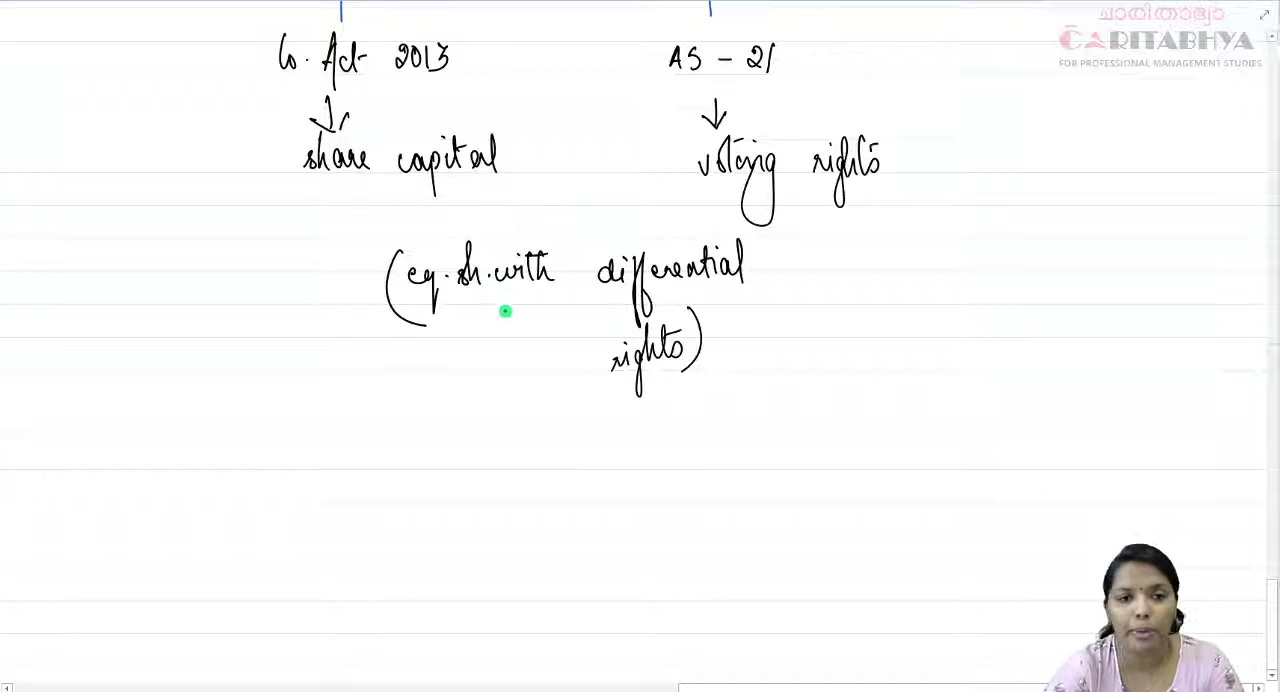 ചാരിതാഭ്യാ
CARITABHYA
FOR PROFESSIONAL MANAGEMENT STUDIES
Co. Act 2013 AS - 21
share capital voting rights
(eq. sh. with differential
rights)